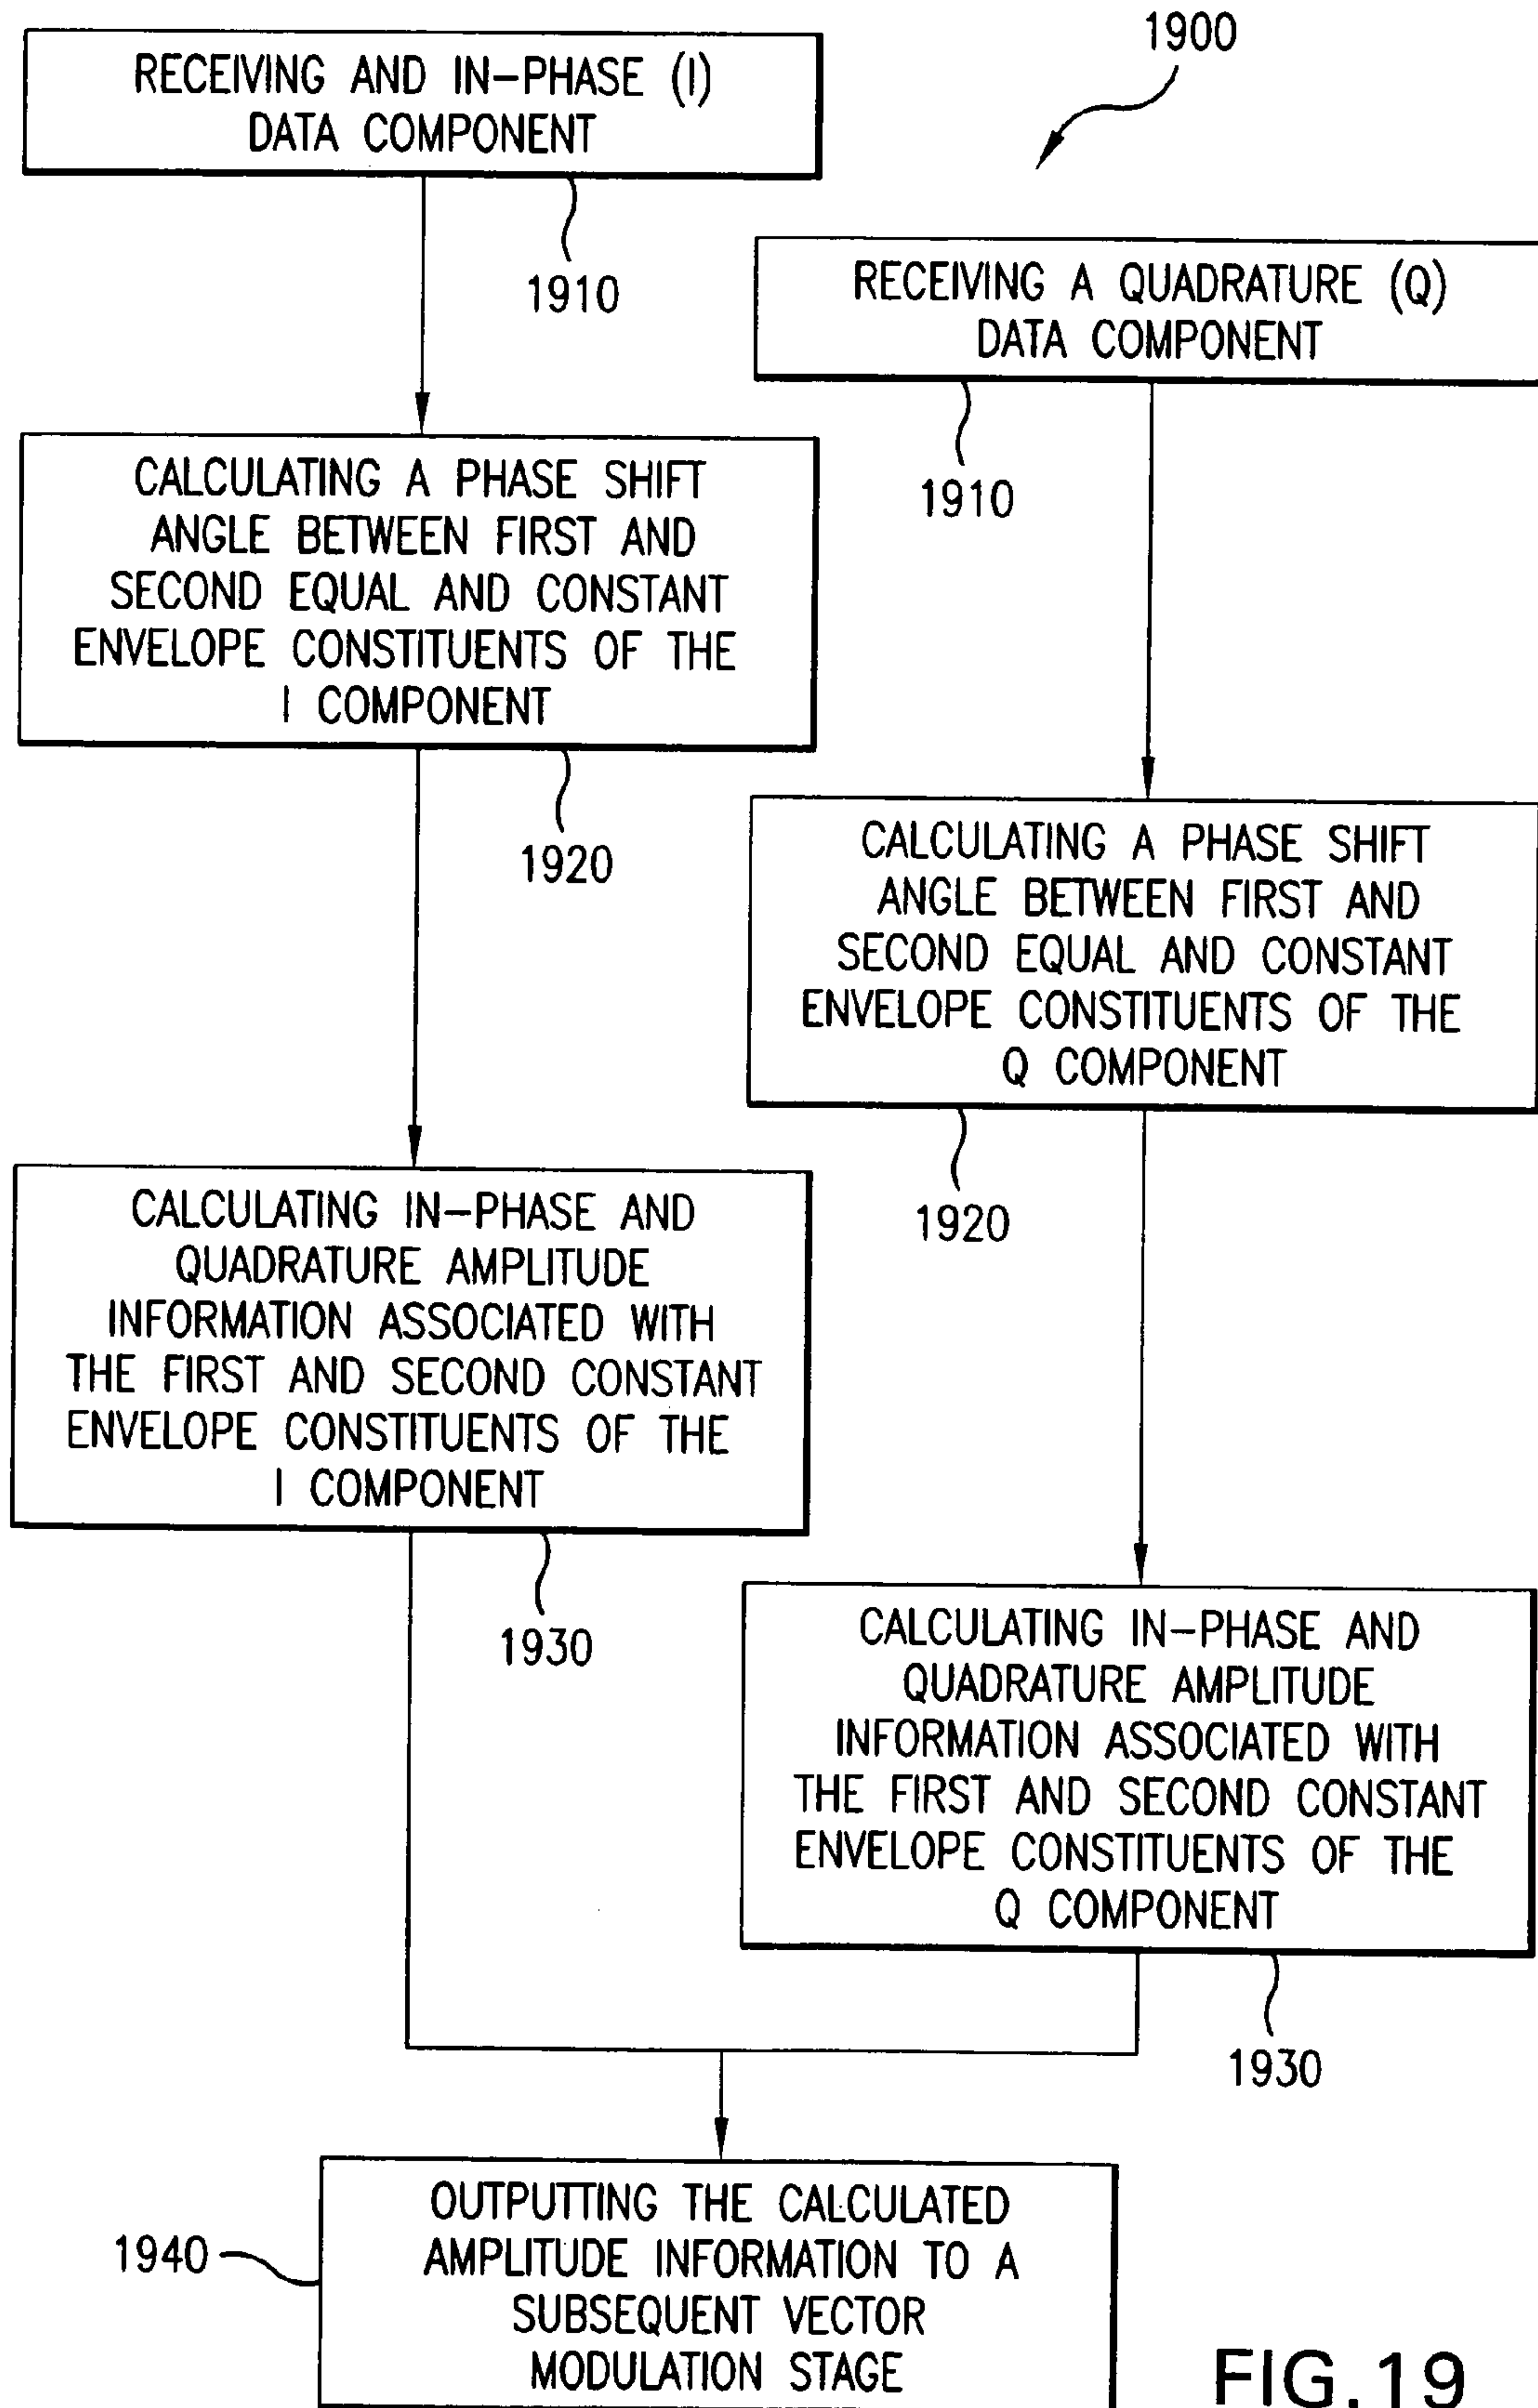 1900
RECEIVING AND IN-PHASE (I)
DATA COMPONENT
1910
RECEIVING A QUADRATURE (Q)
DATA COMPONENT
1910
CALCULATING A PHASE SHIFT
ANGLE BETWEEN FIRST AND
SECOND EQUAL AND CONSTANT
ENVELOPE CONSTITUENTS OF THE
I COMPONENT
1920
CALCULATING A PHASE SHIFT
ANGLE BETWEEN FIRST AND
SECOND EQUAL AND CONSTANT
ENVELOPE CONSTITUENTS OF THE
Q COMPONENT
1920
CALCULATING IN-PHASE AND
QUADRATURE AMPLITUDE
INFORMATION ASSOCIATED WITH
THE FIRST AND SECOND CONSTANT
ENVELOPE CONSTITUENTS OF THE
I COMPONENT
1930
CALCULATING IN-PHASE AND
QUADRATURE AMPLITUDE
INFORMATION ASSOCIATED WITH
THE FIRST AND SECOND CONSTANT
ENVELOPE CONSTITUENTS OF THE
Q COMPONENT
1930
1940
OUTPUTTING THE CALCULATED
AMPLITUDE INFORMATION TO A
SUBSEQUENT VECTOR
MODULATION STAGE
FIG.19